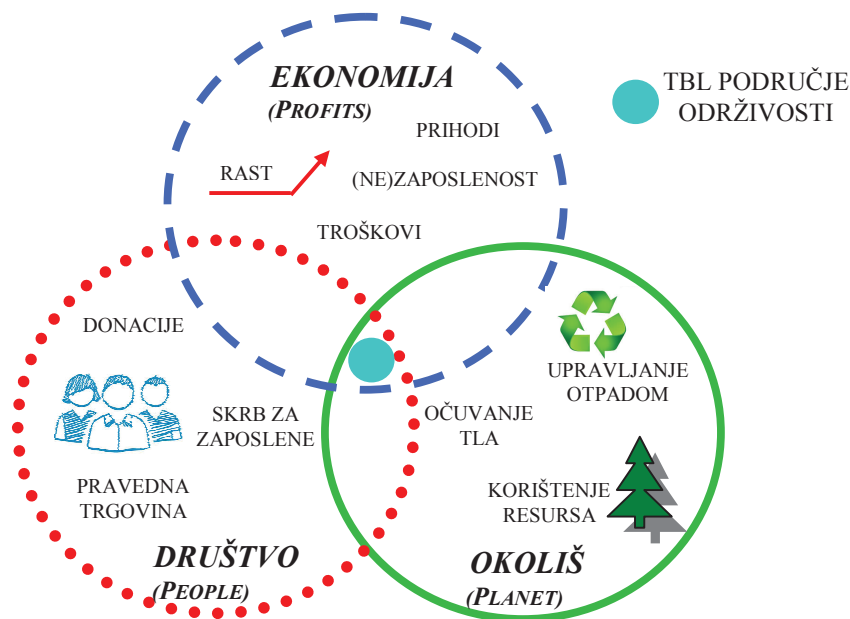 EKONOMIJA
(PROFITS)
TBL PODRUČJE
ODRŽIVOSTI
PRIHODI
RAST
(NE)ZAPOSLENOST
TROŠKOVI
DONACIJE
UPRAVLJANJE
OTPADOM
SKRB ZA
ZAPOSLENE
OČUVANJE
TLA
PRAVEDNA
TRGOVINA
KORIŠTENJE
RESURSA
DRUŠTVO
(PEOPLE)
OKOLIŠ
(PLANET)